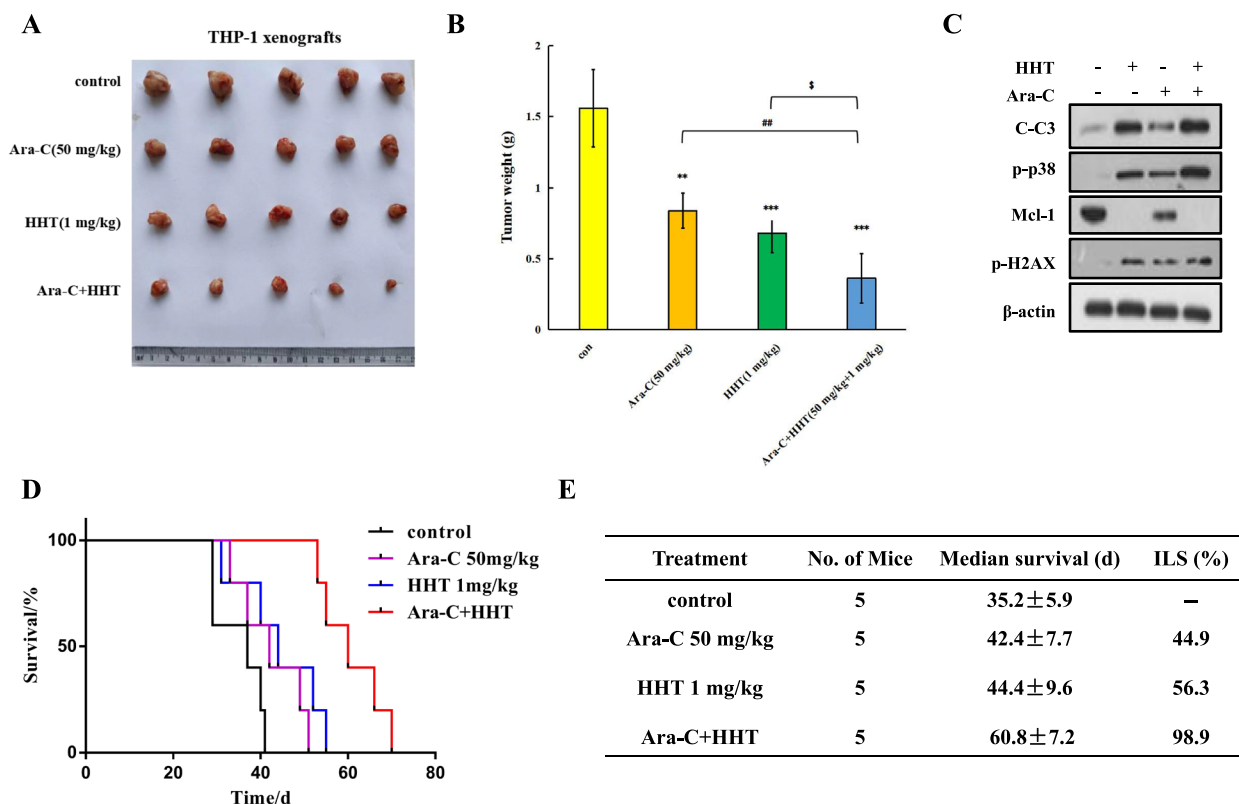 A
THP-1 xenografts
control
Ara-C(50 mg/kg)
HHT(1 mg/kg)
Ara-C+HHT
B
Tumor weight (g)
2
1.5
1
0.5
0
**
***
***
##
$
con
Ara-C(50 mg/kg)
HHT(1 mg/kg)
Ara-C+HHT(50 mg/kg+1 mg/kg)
C
HHT - + - +
Ara-C - - + +
C-C3
p-p38
Mcl-1
p-H2AX
β-actin
D
Survival/%
100
50
0
0 20 40 60 80
Time/d
control
Ara-C 50mg/kg
HHT 1mg/kg
Ara-C+HHT
E
Treatment No. of Mice Median survival (d) ILS (%)
control 5 35.2±5.9 –
Ara-C 50 mg/kg 5 42.4±7.7 44.9
HHT 1 mg/kg 5 44.4±9.6 56.3
Ara-C+HHT 5 60.8±7.2 98.9